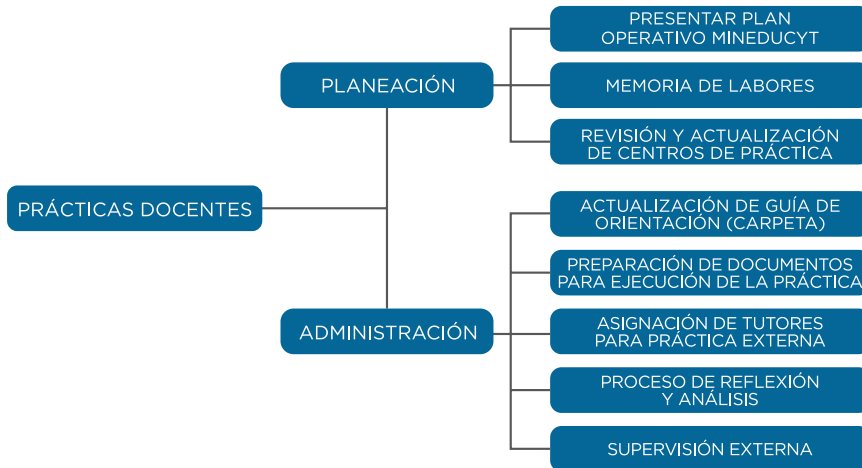 PRÁCTICAS DOCENTES
PLANEACIÓN
PRESENTAR PLAN
OPERATIVO MINEDUCYT
MEMORIA DE LABORES
REVISIÓN Y ACTUALIZACIÓN
DE CENTROS DE PRÁCTICA
ADMINISTRACIÓN
ACTUALIZACIÓN DE GUÍA DE
ORIENTACIÓN (CARPETA)
PREPARACIÓN DE DOCUMENTOS
PARA EJECUCIÓN DE LA PRÁCTICA
ASIGNACIÓN DE TUTORES
PARA PRÁCTICA EXTERNA
PROCESO DE REFLEXIÓN
Y ANÁLISIS
SUPERVISIÓN EXTERNA